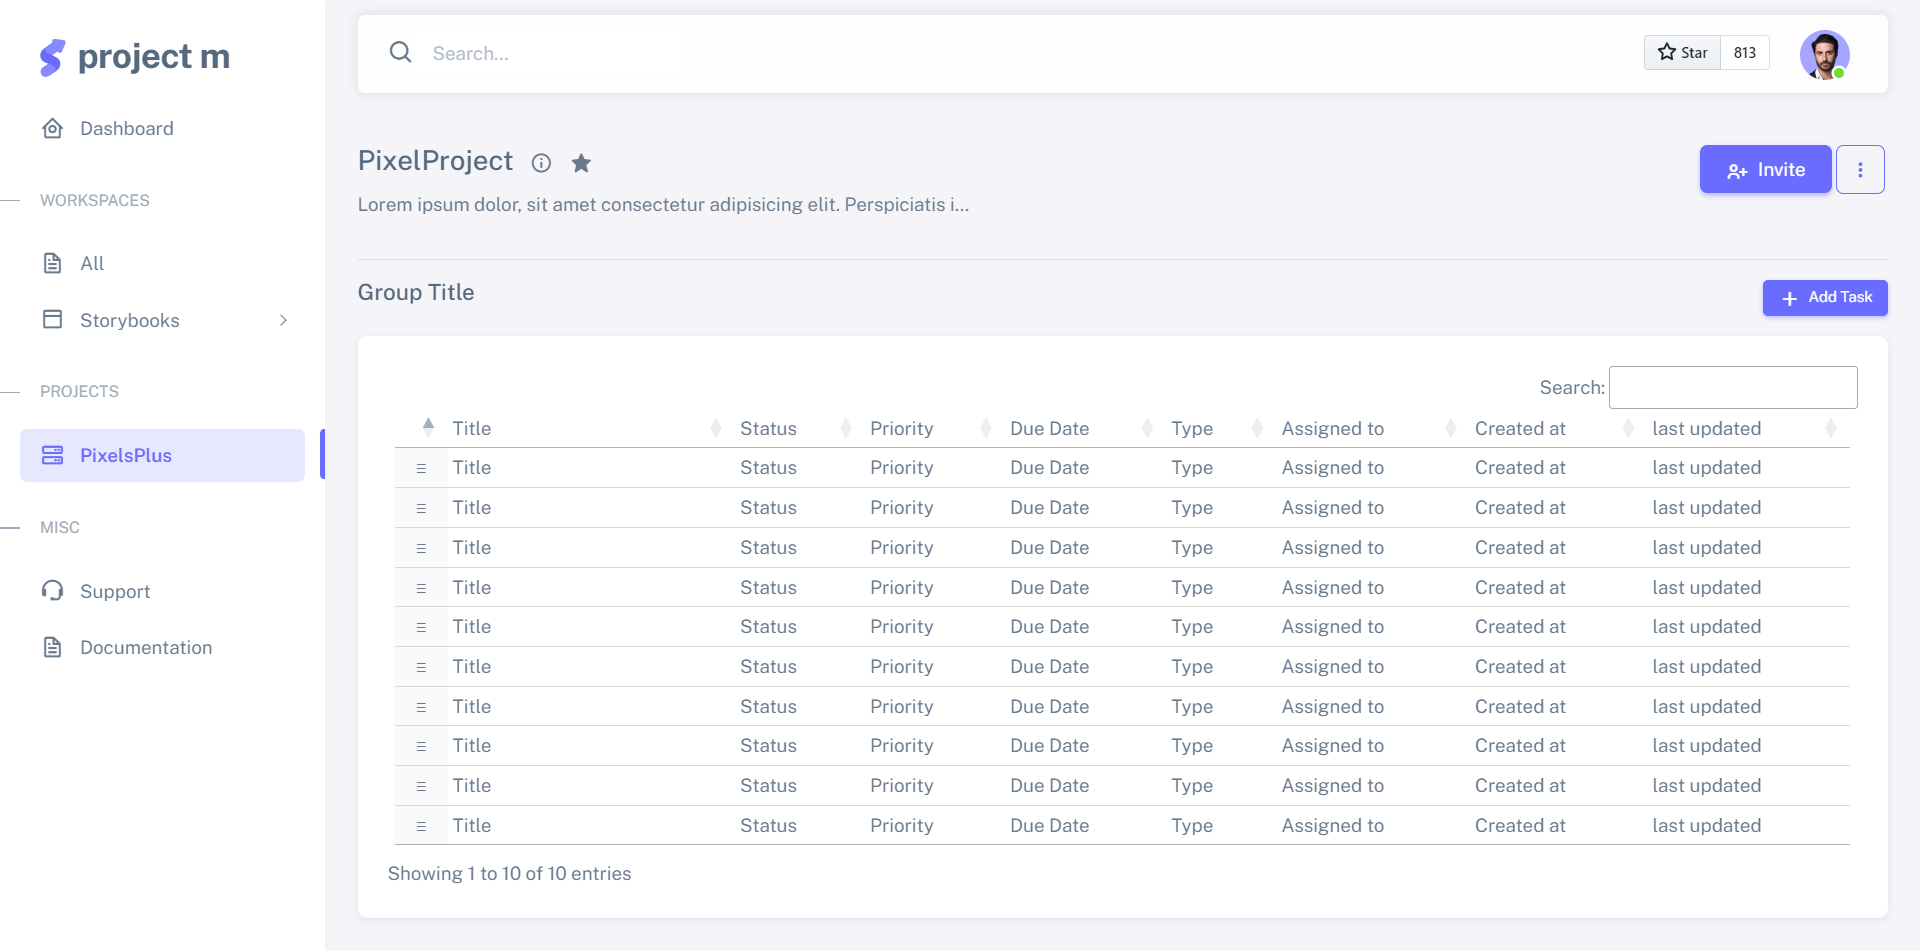 project m
Search...
Star 813
Dashboard
WORKSPACES
All
Storybooks
PROJECTS
PixelsPlus
MISC
Support
Documentation
PixelProject
Invite
Lorem ipsum dolor, sit amet consectetur adipisicing elit. Perspiciatis i...
Group Title
Add Task
Search:
Title Status Priority Due Date Type Assigned to Created at last updated
Title Status Priority Due Date Type Assigned to Created at last updated
Title Status Priority Due Date Type Assigned to Created at last updated
Title Status Priority Due Date Type Assigned to Created at last updated
Title Status Priority Due Date Type Assigned to Created at last updated
Title Status Priority Due Date Type Assigned to Created at last updated
Title Status Priority Due Date Type Assigned to Created at last updated
Title Status Priority Due Date Type Assigned to Created at last updated
Title Status Priority Due Date Type Assigned to Created at last updated
Title Status Priority Due Date Type Assigned to Created at last updated
Title Status Priority Due Date Type Assigned to Created at last updated
Showing 1 to 10 of 10 entries